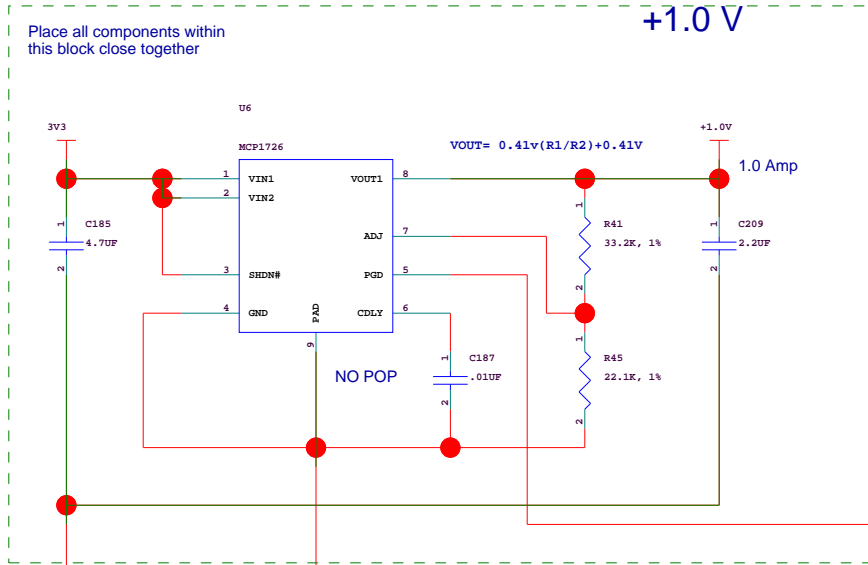 +1.0 V
Place all components within
this block close together
U6
3V3
+1.0V
MCP1726
VOUT= 0.41v(R1/R2)+0.41V
1 VIN1 VOUT1 8
1.0 Amp
2 VIN2
1 C185
4.7UF
2
ADJ 7
1 R41
33.2K, 1%
2
1 C209
2.2UF
2
3 SHDN# PGD 5
4 GND PAD CDLY 6
9
NO POP
1 C187
.01UF
2
1 R45
22.1K, 1%
2